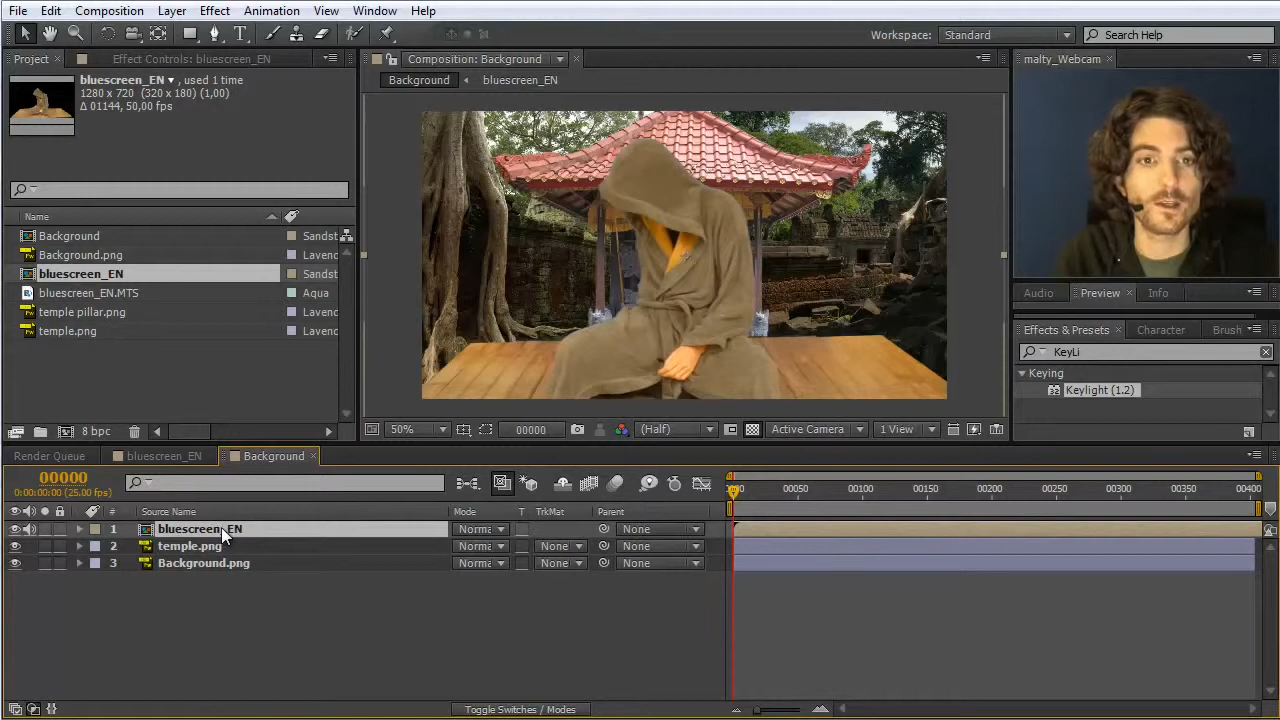 File Edit Composition Layer Effect Animation View Window Help
Workspace: Standard Search Help
Project Effect Controls: bluescreen_EN Composition: Background malty_Webcam
bluescreen_EN , used 1 time
1280 x 720 (320 x 180) (1,00)
Δ 01144, 50,00 fps
Background bluescreen_EN
Name
Background Sandst
Background.png Lavenc
bluescreen_EN Sandst
bluescreen_EN.MTS Aqua
temple pillar.png Lavenc
temple.png Lavenc
Audio Preview Info
Effects & Presets Character Brush
KeyLi
Keying
32 Keylight (1.2)
8 bpc
50% 00000 (Half) Active Camera 1 View
Render Queue bluescreen_EN Background
00000
0:00:00:00 (25.00 fps)
00050 00100 00150 00200 00250 00300 00350 00400
# Source Name Mode T TrkMat Parent
1 bluescreen_EN Norma None
2 temple.png Norma None None
3 Background.png Norma None None
Toggle Switches / Modes